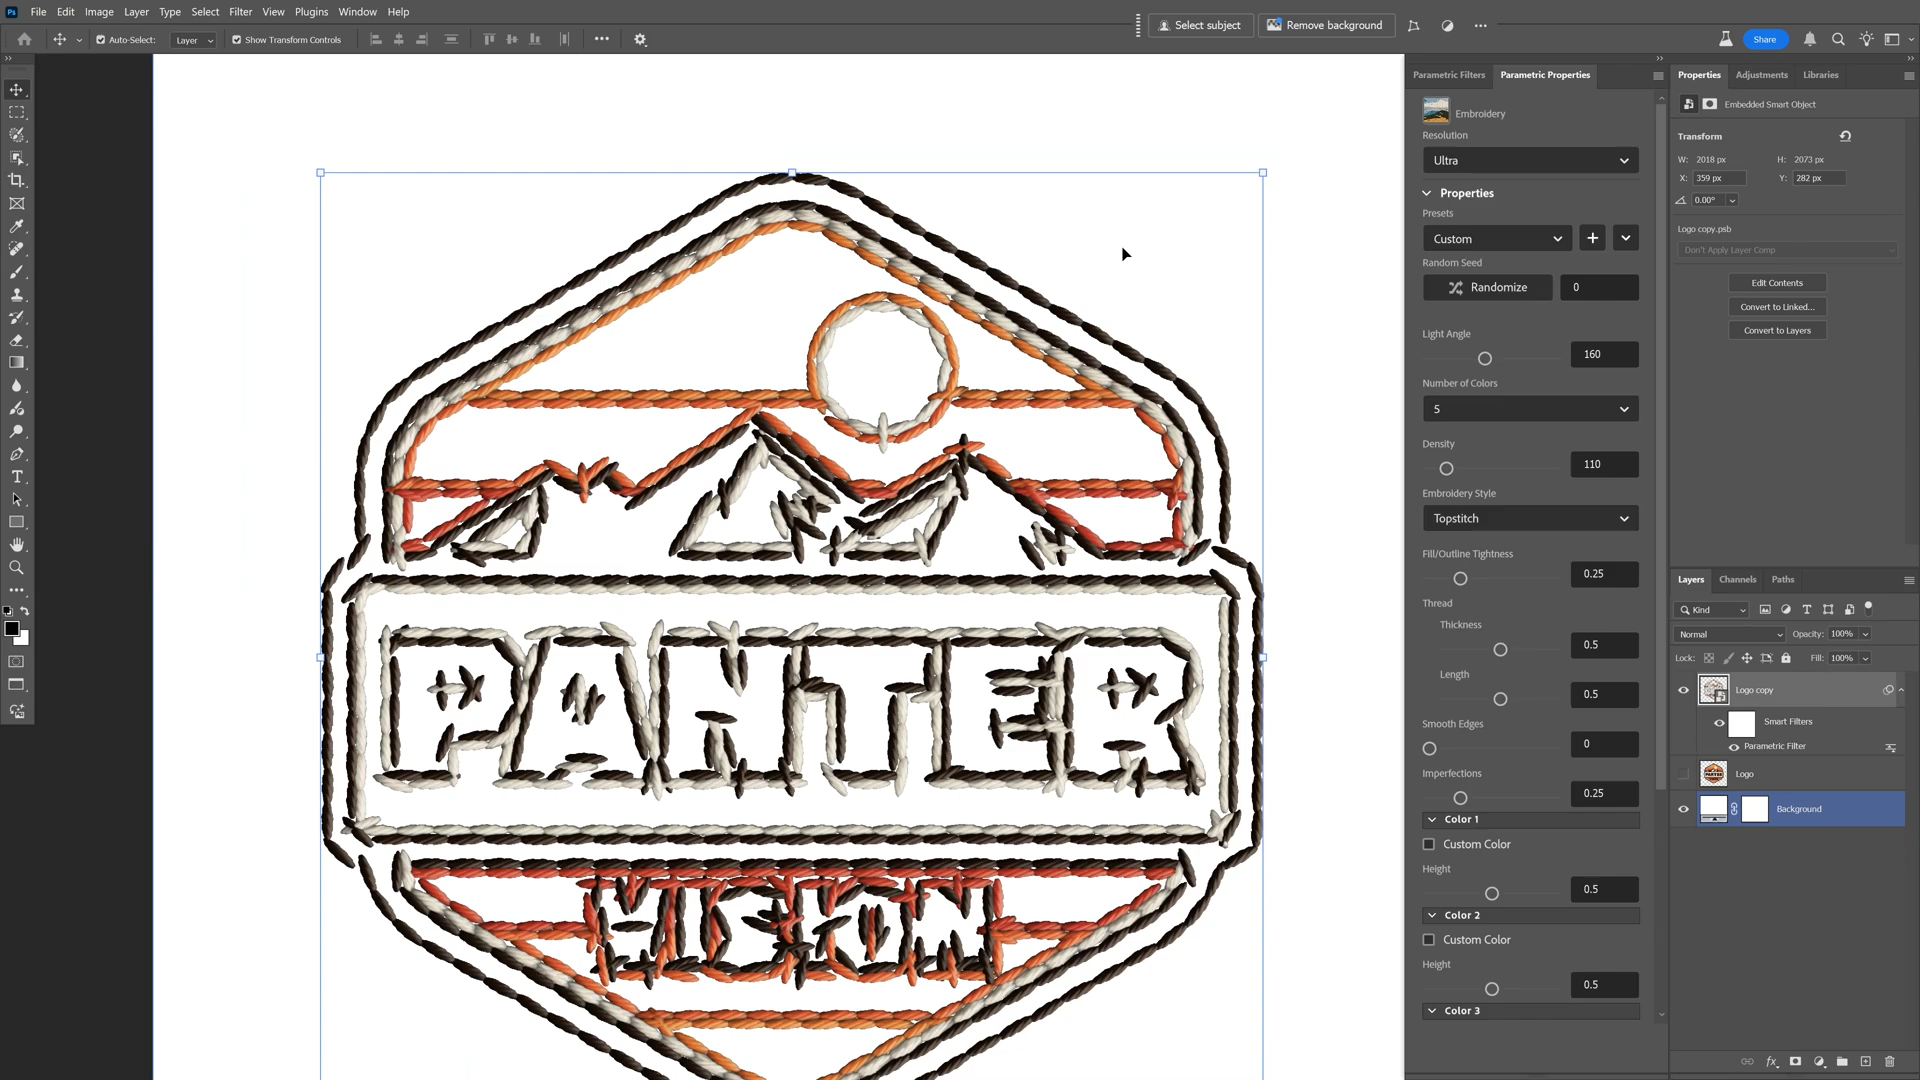 File Edit Image Layer Type Select Filter View Plugins Window Help
Select subject Remove background
Auto-Select: Layer Show Transform Controls
Share
Parametric Filters Parametric Properties
Embroidery
Resolution
Ultra
Properties
Presets
Custom
Random Seed
Randomize 0
Light Angle
160
Number of Colors
5
Density
110
Embroidery Style
Topstitch
Fill/Outline Tightness
0.25
Thread
Thickness
0.5
Length
0.5
Smooth Edges
0
Imperfections
0.25
Color 1
Custom Color
Height
0.5
Color 2
Custom Color
Height
0.5
Color 3
Properties Adjustments Libraries
Embedded Smart Object
Transform
W: 2018 px H: 2073 px
X: 359 px Y: 282 px
0.00°
Logo copy.psb
Don't Apply Layer Comp
Edit Contents
Convert to Linked...
Convert to Layers
Layers Channels Paths
Kind
Normal Opacity: 100%
Lock: Fill: 100%
Logo copy
Smart Filters
Parametric Filter
Logo
Background
PANTER